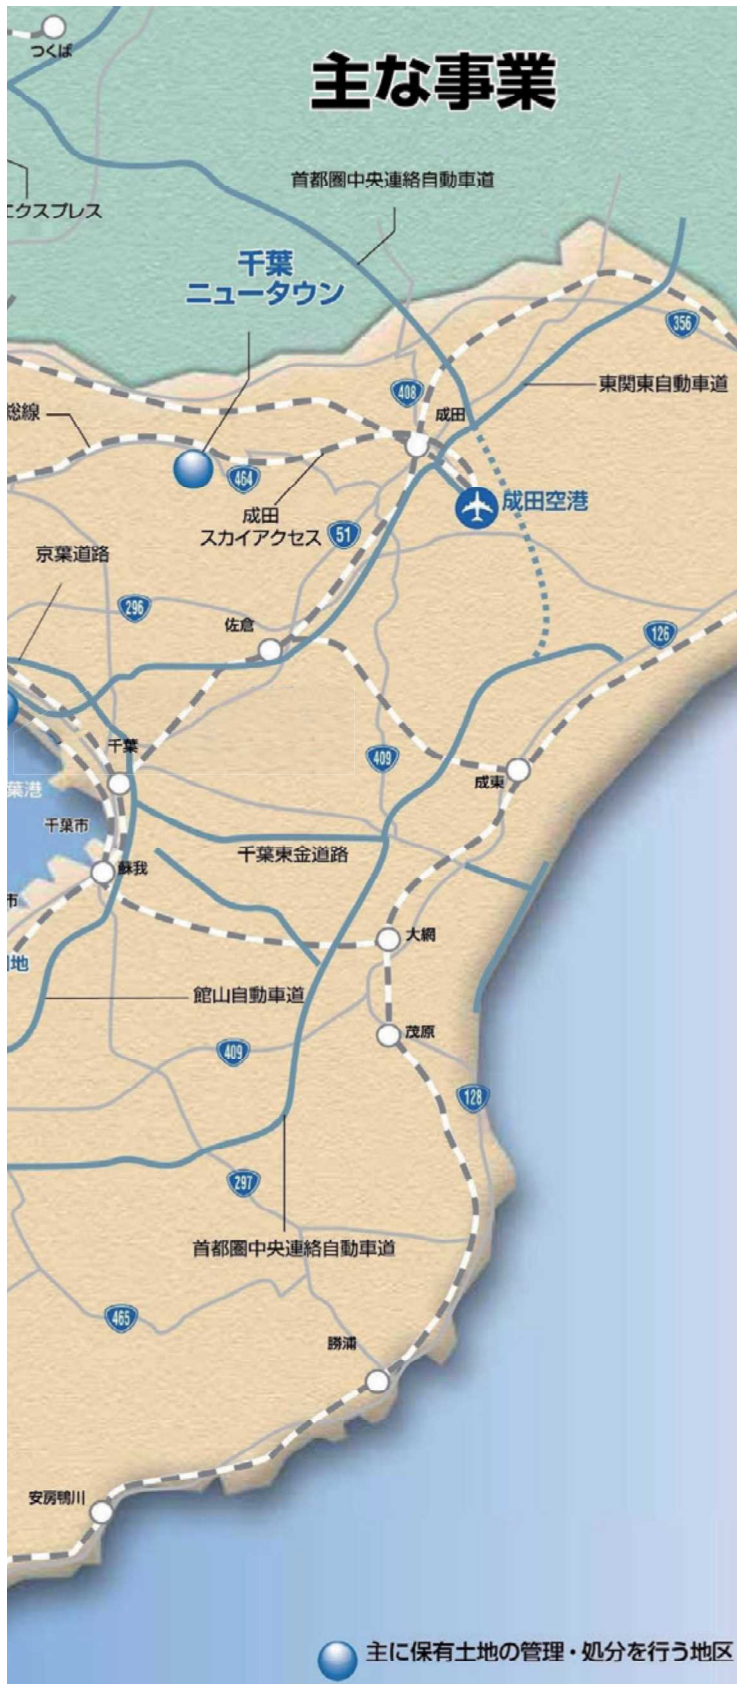 つくば
主な事業
首都圏中央連絡自動車道
エクスプレス
千葉
ニュータウン
356
東関東自動車道
408
成田
総線
464
成田
スカイアクセス
成田空港
51
京葉道路
296
佐倉
126
千葉
409
成東
葉港
千葉市
千葉東金道路
蘇我
市
大網
地
館山自動車道
茂原
409
128
297
首都圏中央連絡自動車道
465
勝浦
安房鴨川
主に保有土地の管理・処分を行う地区